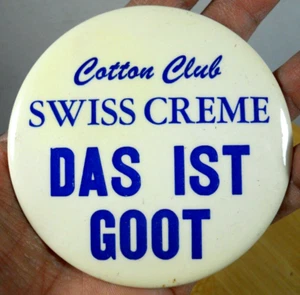 Cotton Club
SWISS CREME
DAS IST
GOOT